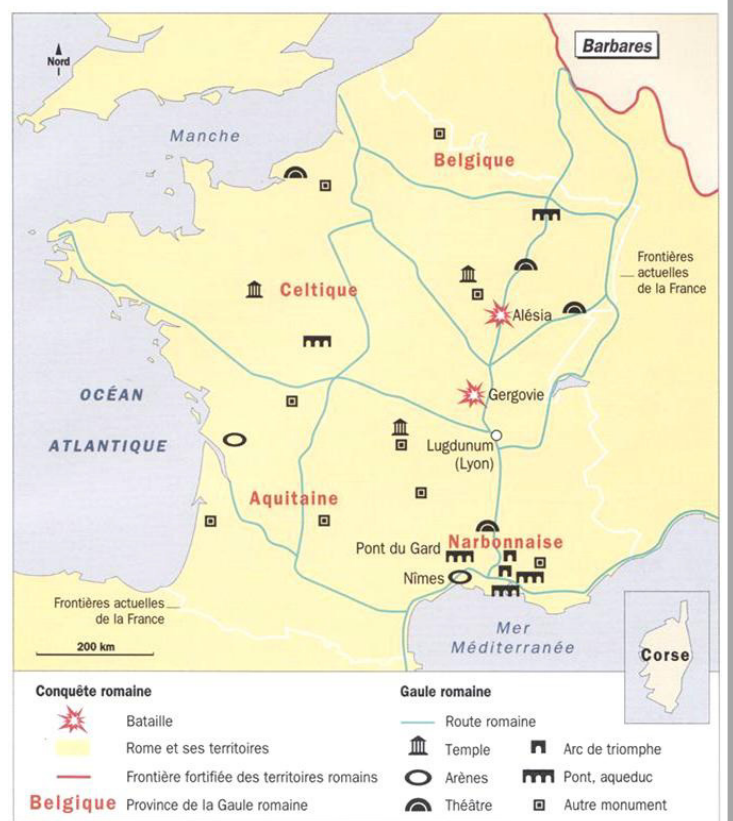 Barbares
Nord
Manche
Belgique
Frontières
actuelles
de la France
Celtique
Alésia
OCÉAN
ATLANTIQUE
Gergovie
Lugdunum
(Lyon)
Aquitaine
Pont du Gard
Narbonnaise
Nîmes
Frontières actuelles
de la France
Mer
Méditerranée
200 km
Corse
Conquête romaine
Bataille
Rome et ses territoires
Frontière fortifiée des territoires romains
Belgique Province de la Gaule romaine
Gaule romaine
Route romaine
Temple
Arc de triomphe
Arènes
Pont, aqueduc
Théâtre
Autre monument